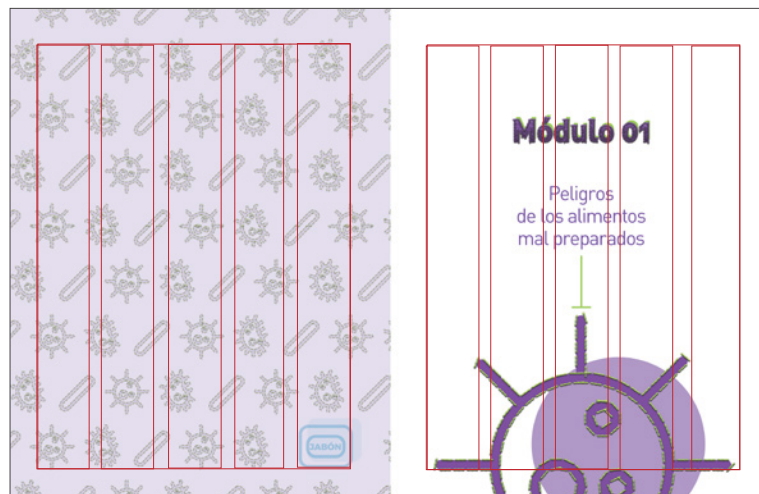 JABÓN
Módulo 01
Peligros
de los alimentos
mal preparados